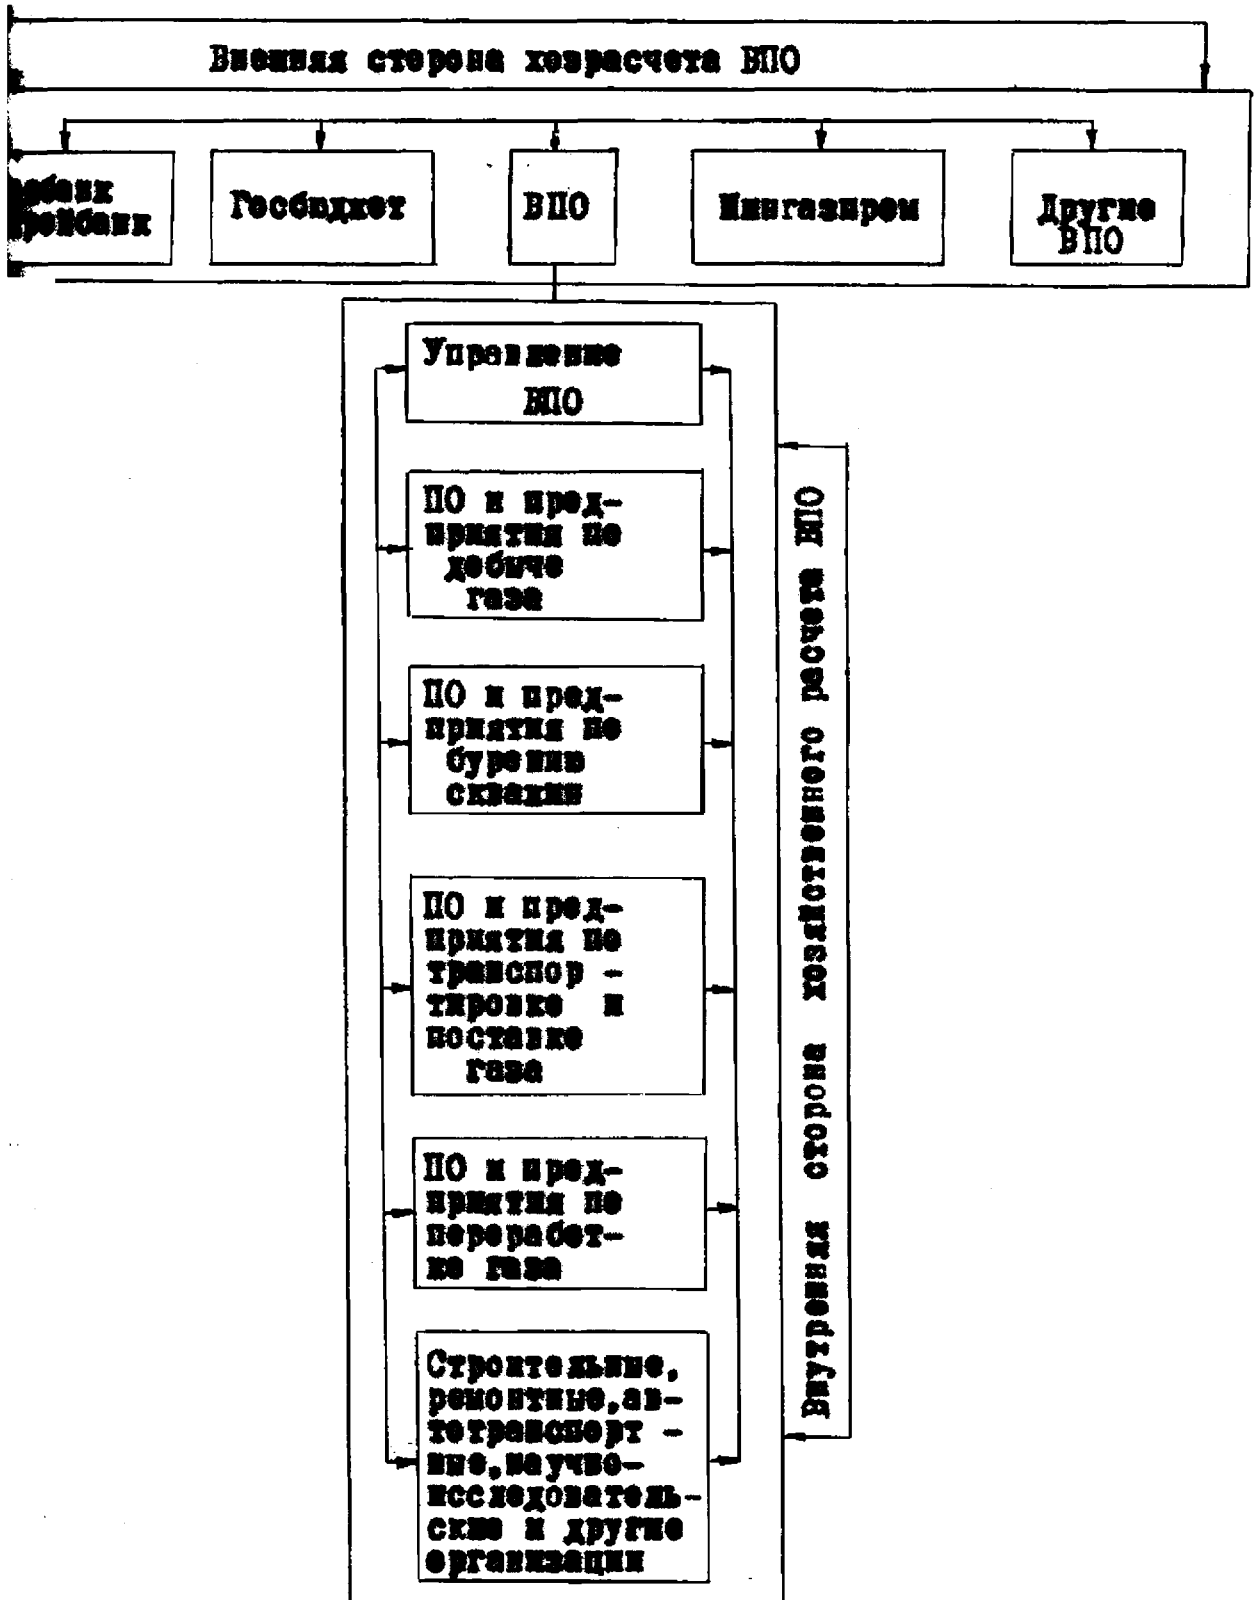 Внешняя сторона хозрасчета ВПО
Госбюджет
ВПО
Мингазпром
Другие
ВПО
Управление
ВПО
ПО и пред-
приятия по
добыче
газа
ПО и пред-
приятия по
бурению
скважин
ПО и пред-
приятия по
транспор -
тировке и
поставке
газа
ПО и пред-
приятия по
переработ-
ке газа
Строительные,
ремонтные,ав-
тотранспорт -
ные,научно-
исследователь-
ские и другие
организации
Внутренняя сторона хозяйственного расчета ВПО